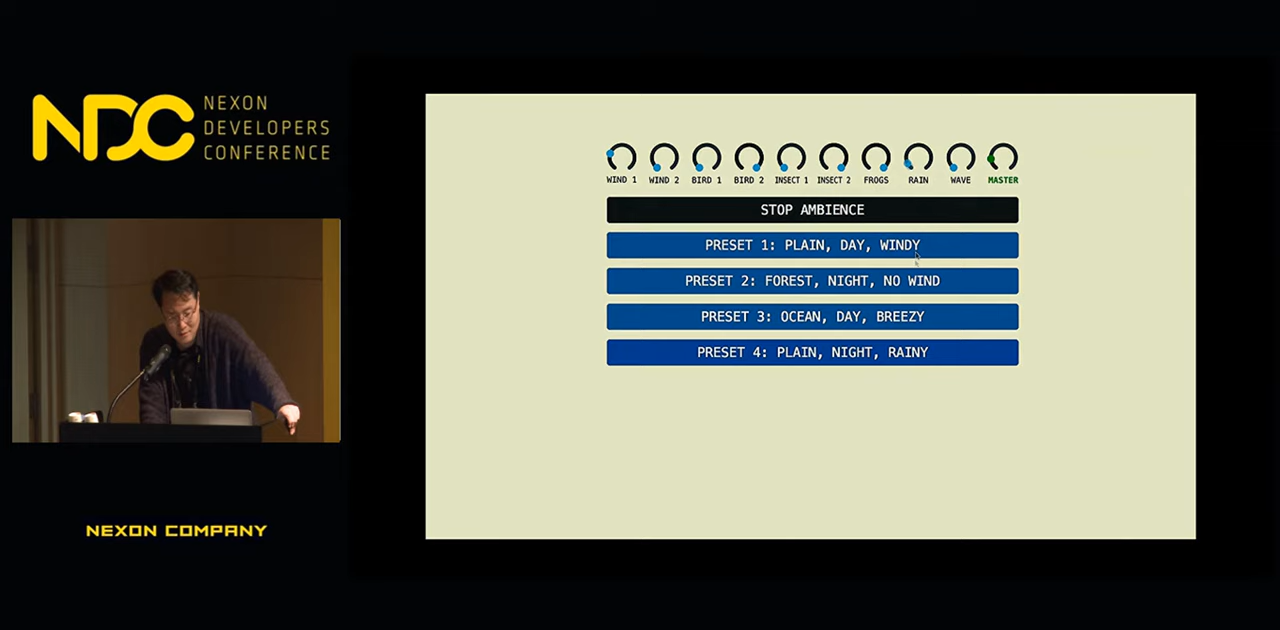 NDC
NEXON
DEVELOPERS
CONFERENCE
WIND 1
WIND 2
BIRD 1
BIRD 2
INSECT 1
INSECT 2
FROGS
RAIN
WAVE
MASTER
STOP AMBIENCE
PRESET 1: PLAIN, DAY, WINDY
PRESET 2: FOREST, NIGHT, NO WIND
PRESET 3: OCEAN, DAY, BREEZY
PRESET 4: PLAIN, NIGHT, RAINY
NEXON COMPANY